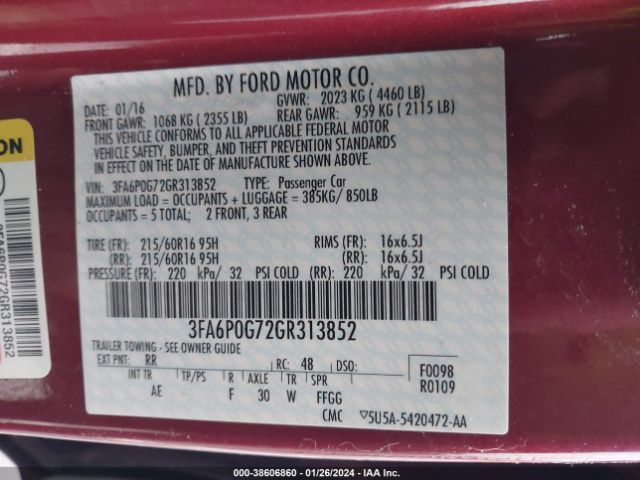 MFD. BY FORD MOTOR CO.
DATE: 01/16 GVWR: 2023 KG ( 4460 LB)
FRONT GAWR: 1068 KG ( 2355 LB) REAR GAWR: 959 KG ( 2115 LB)
THIS VEHICLE CONFORMS TO ALL APPLICABLE FEDERAL MOTOR
VEHICLE SAFETY, BUMPER, AND THEFT PREVENTION STANDARDS
IN EFFECT ON THE DATE OF MANUFACTURE SHOWN ABOVE.
VIN: 3FA6P0G72GR313852 TYPE: Passenger Car
MAXIMUM LOAD = OCCUPANTS + LUGGAGE = 385KG/ 850LB
OCCUPANTS = 5 TOTAL; 2 FRONT, 3 REAR
TIRE (FR): 215/60R16 95H RIMS (FR): 16x6.5J
(RR): 215/60R16 95H (RR): 16x6.5J
PRESSURE (FR): 220 kPa/ 32 PSI COLD (RR): 220 kPa/ 32 PSI COLD
3FA6P0G72GR313852
TRAILER TOWING - SEE OWNER GUIDE
EXT PNT: RR RC: 48 DSO:
F0098
R0109
INT TR TP/PS R AXLE TR SPR
AE F 30 W FFGG
CMC ▽5U5A-5420472-AA
ON
3FA6P0G72GR313852
000-38606860 - 01/26/2024 - IAA Inc.